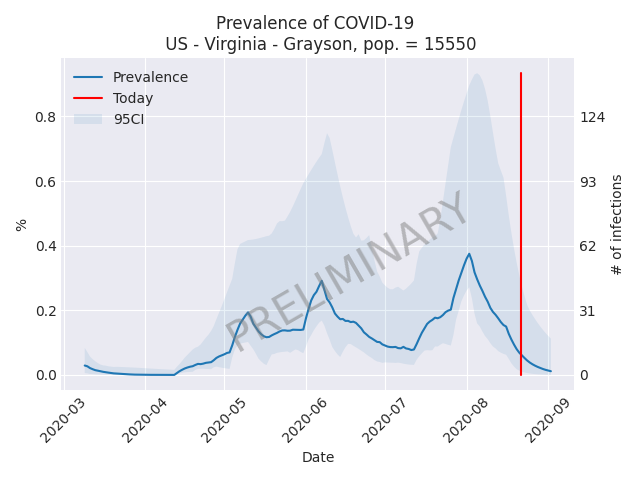 Prevalence of COVID-19
US - Virginia - Grayson, pop. = 15550
Prevalence
Today
95CI
PRELIMINARY
%
0.8
0.6
0.4
0.2
0.0
124
93
62
31
0
# of infections
2020-03
2020-04
2020-05
2020-06
2020-07
2020-08
2020-09
Date